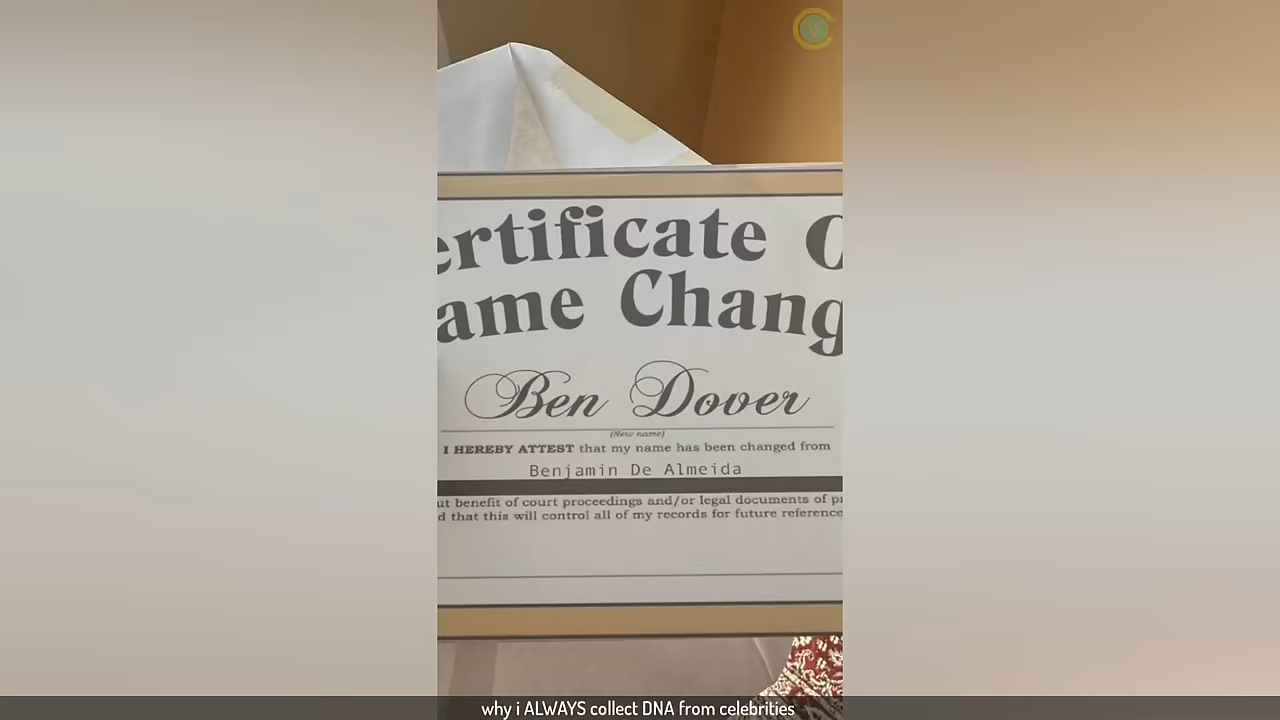 ertificate O
ame Chang
Ben Dover
(New name)
I HEREBY ATTEST that my name has been changed from
Benjamin De Almeida
ut benefit of court proceedings and/or legal documents of pr
d that this will control all of my records for future reference
why i ALWAYS collect DNA from celebrities